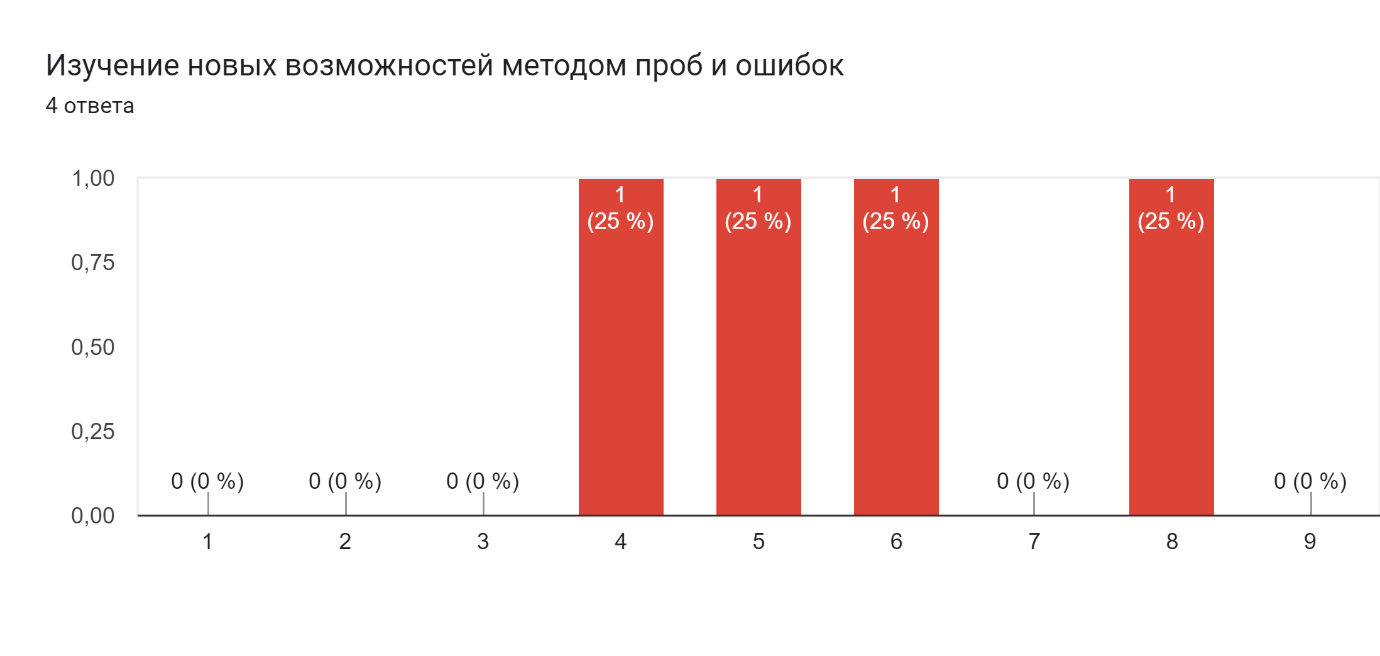 Изучение новых возможностей методом проб и ошибок
4 ответа
1,00
0,75
0,50
0,25
0,00
0 (0 %)
0 (0 %)
0 (0 %)
1
(25 %)
1
(25 %)
1
(25 %)
0 (0 %)
1
(25 %)
0 (0 %)
1 2 3 4 5 6 7 8 9